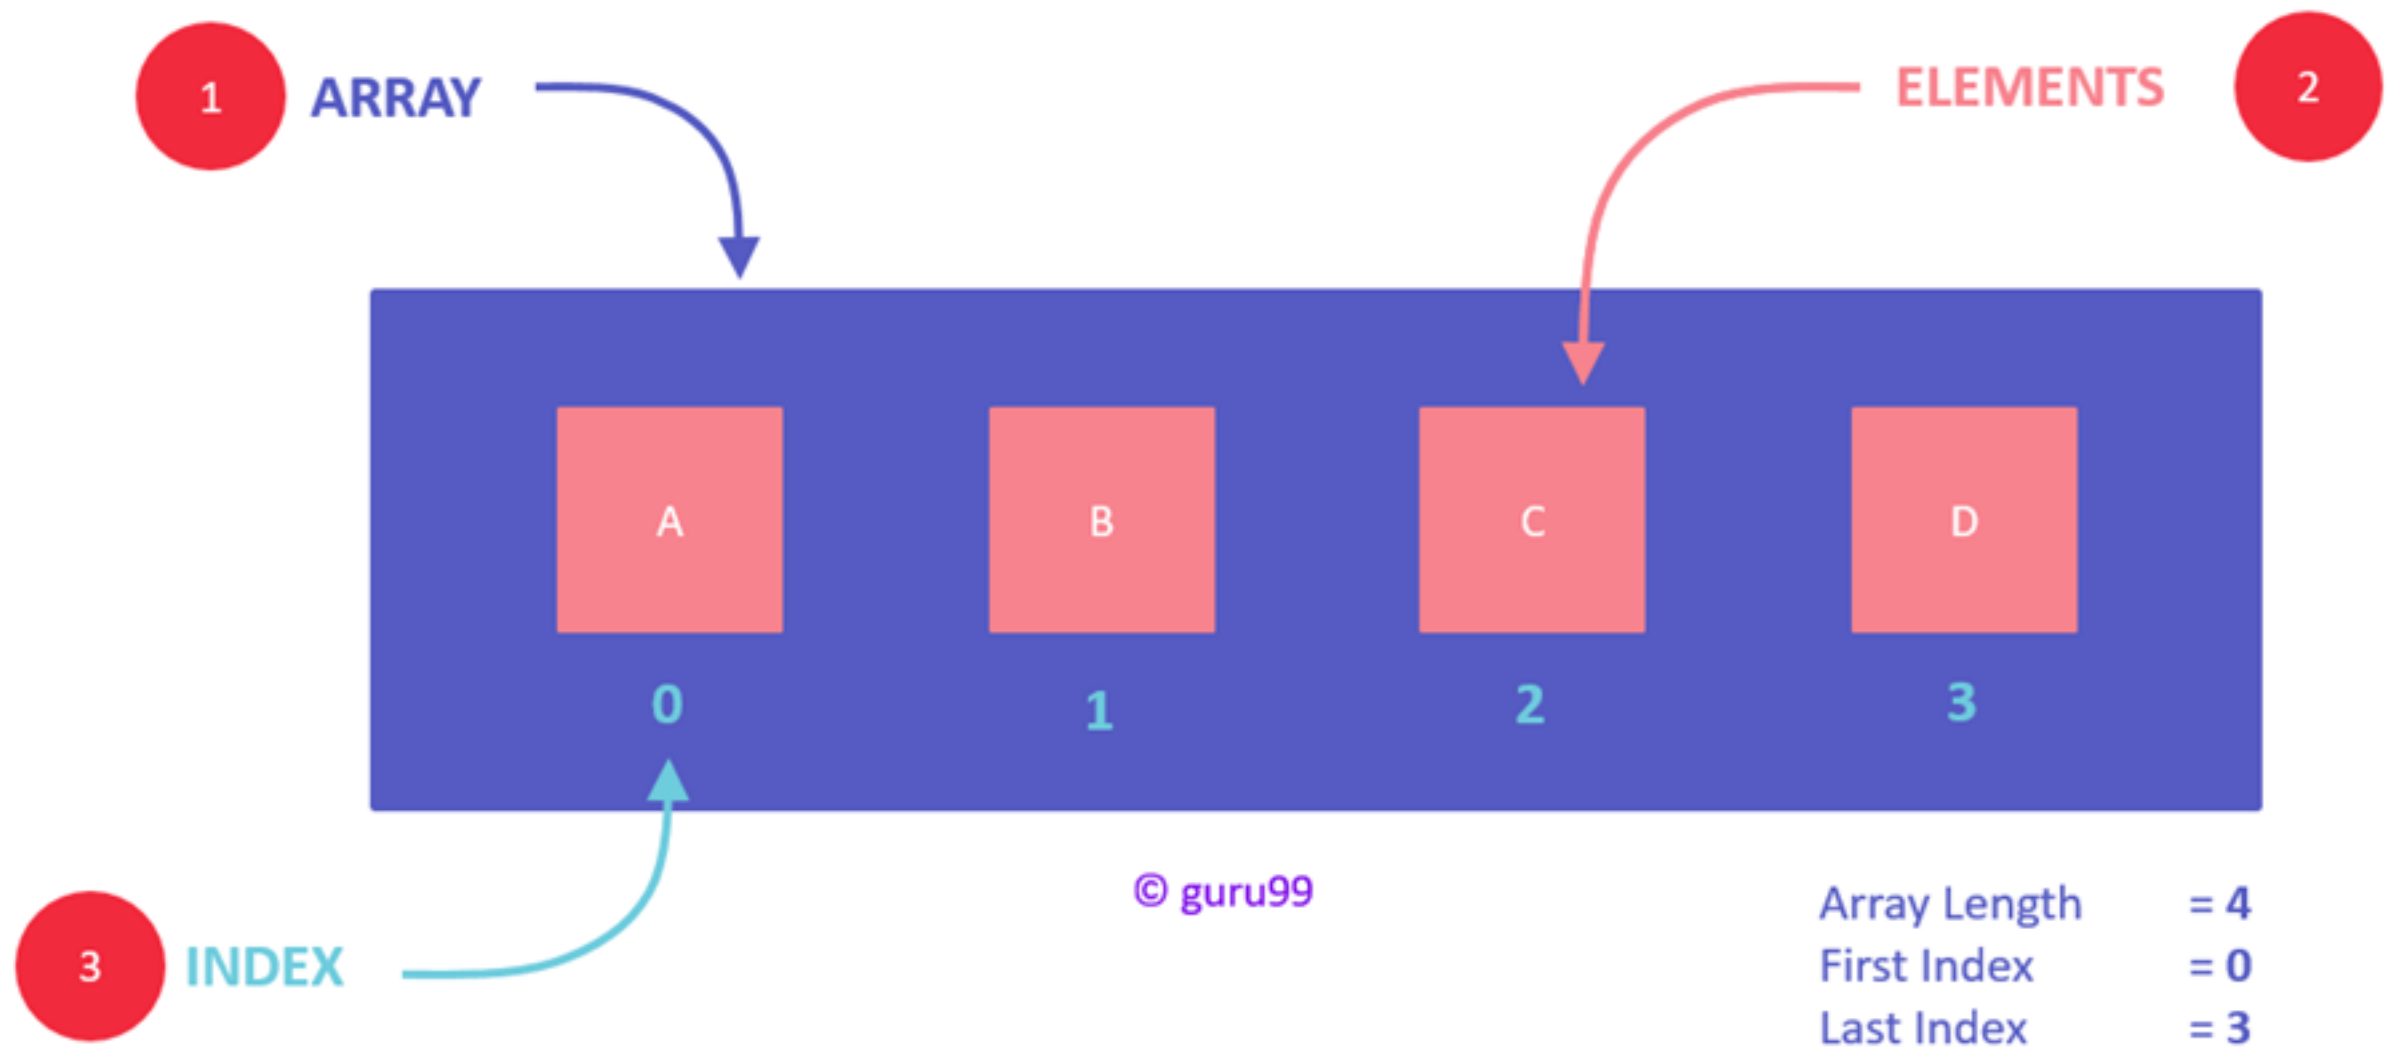 1 ARRAY
ELEMENTS 2
A B C D
0 1 2 3
3 INDEX
© guru99
Array Length = 4
First Index = 0
Last Index = 3